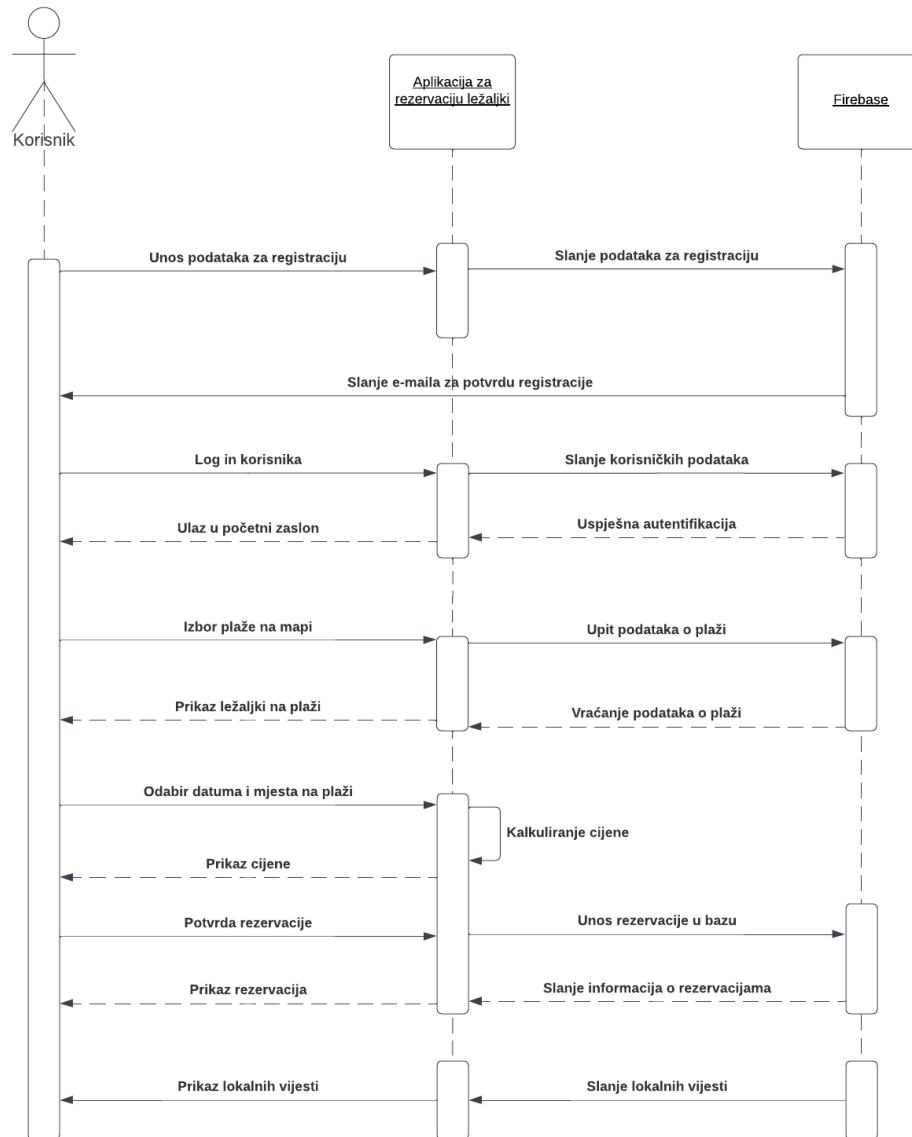 Aplikacija za
rezervaciju ležaljki
Firebase
Korisnik
Unos podataka za registraciju
Slanje podataka za registraciju
Slanje e-maila za potvrdu registracije
Log in korisnika
Slanje korisničkih podataka
Ulaz u početni zaslon
Uspješna autentifikacija
Izbor plaže na mapi
Upit podataka o plaži
Prikaz ležaljki na plaži
Vraćanje podataka o plaži
Odabir datuma i mjesta na plaži
Kalkuliranje cijene
Prikaz cijene
Potvrda rezervacije
Unos rezervacije u bazu
Prikaz rezervacija
Slanje informacija o rezervacijama
Prikaz lokalnih vijesti
Slanje lokalnih vijesti